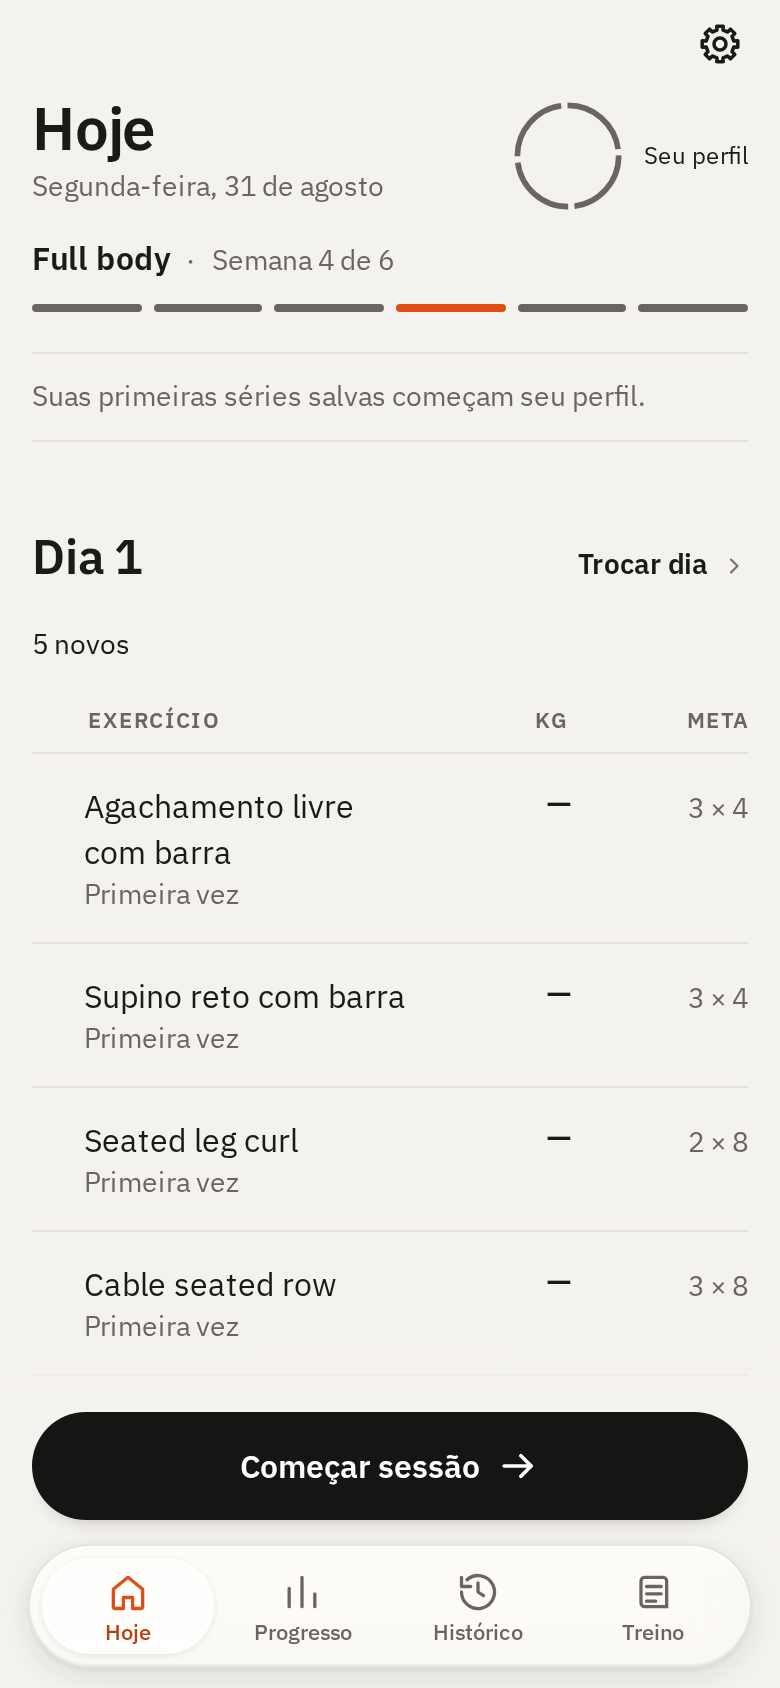 Hoje
Segunda-feira, 31 de agosto
Seu perfil
Full body · Semana 4 de 6
Suas primeiras séries salvas começam seu perfil.
Dia 1
Trocar dia
5 novos
EXERCÍCIO KG META
Agachamento livre — 3 × 4
com barra
Primeira vez
Supino reto com barra — 3 × 4
Primeira vez
Seated leg curl — 2 × 8
Primeira vez
Cable seated row — 3 × 8
Primeira vez
Começar sessão →
Hoje Progresso Histórico Treino